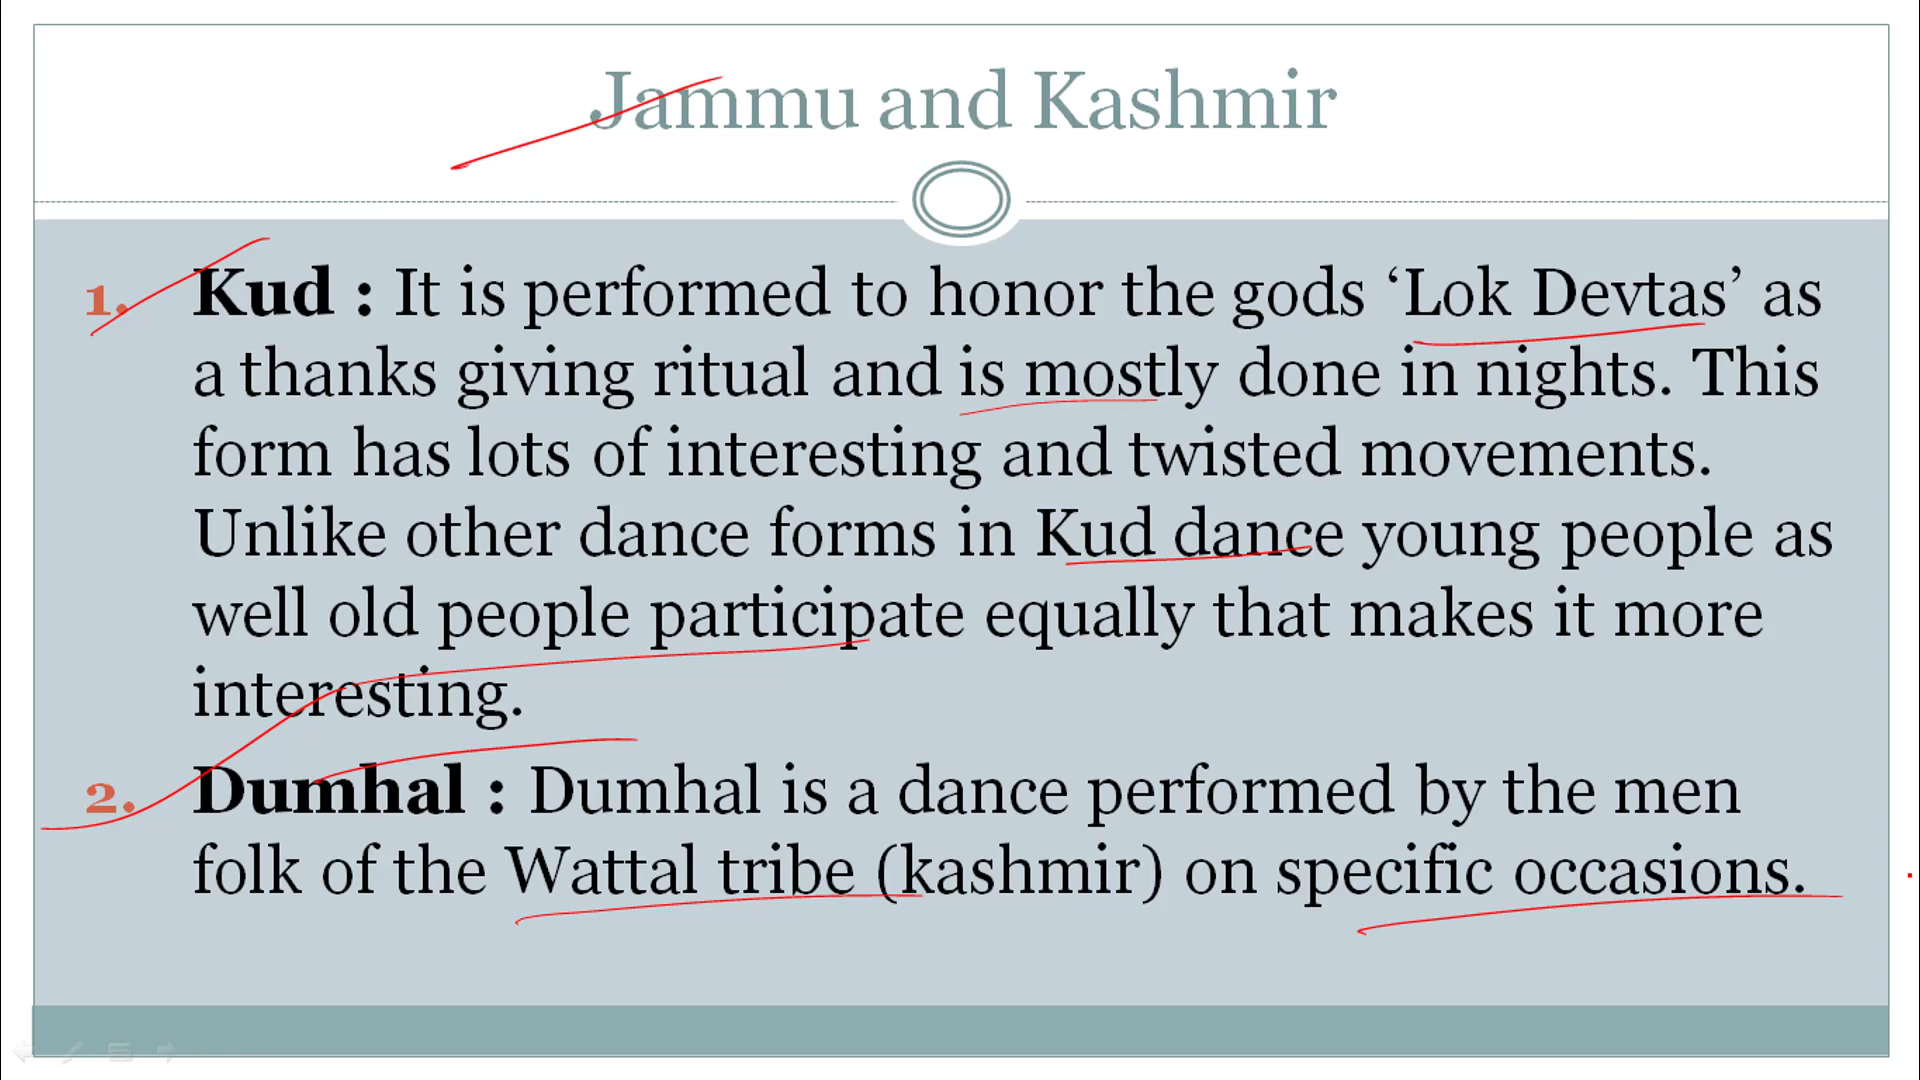 Jammu and Kashmir
1. Kud : It is performed to honor the gods ‘Lok Devtas’ as
a thanks giving ritual and is mostly done in nights. This
form has lots of interesting and twisted movements.
Unlike other dance forms in Kud dance young people as
well old people participate equally that makes it more
interesting.
2. Dumhal : Dumhal is a dance performed by the men
folk of the Wattal tribe (kashmir) on specific occasions.